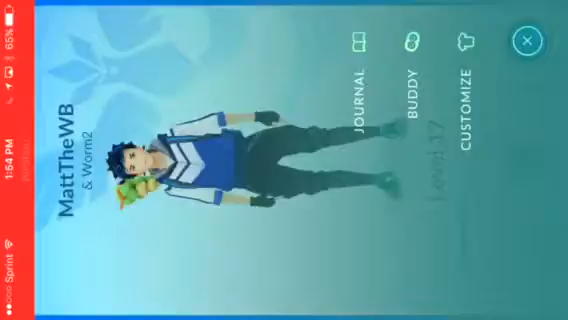 ●●○○○ Sprint 1:54 PM 65%
MattTheWB
& Worm2
JOURNAL
BUDDY
CUSTOMIZE
Level 17